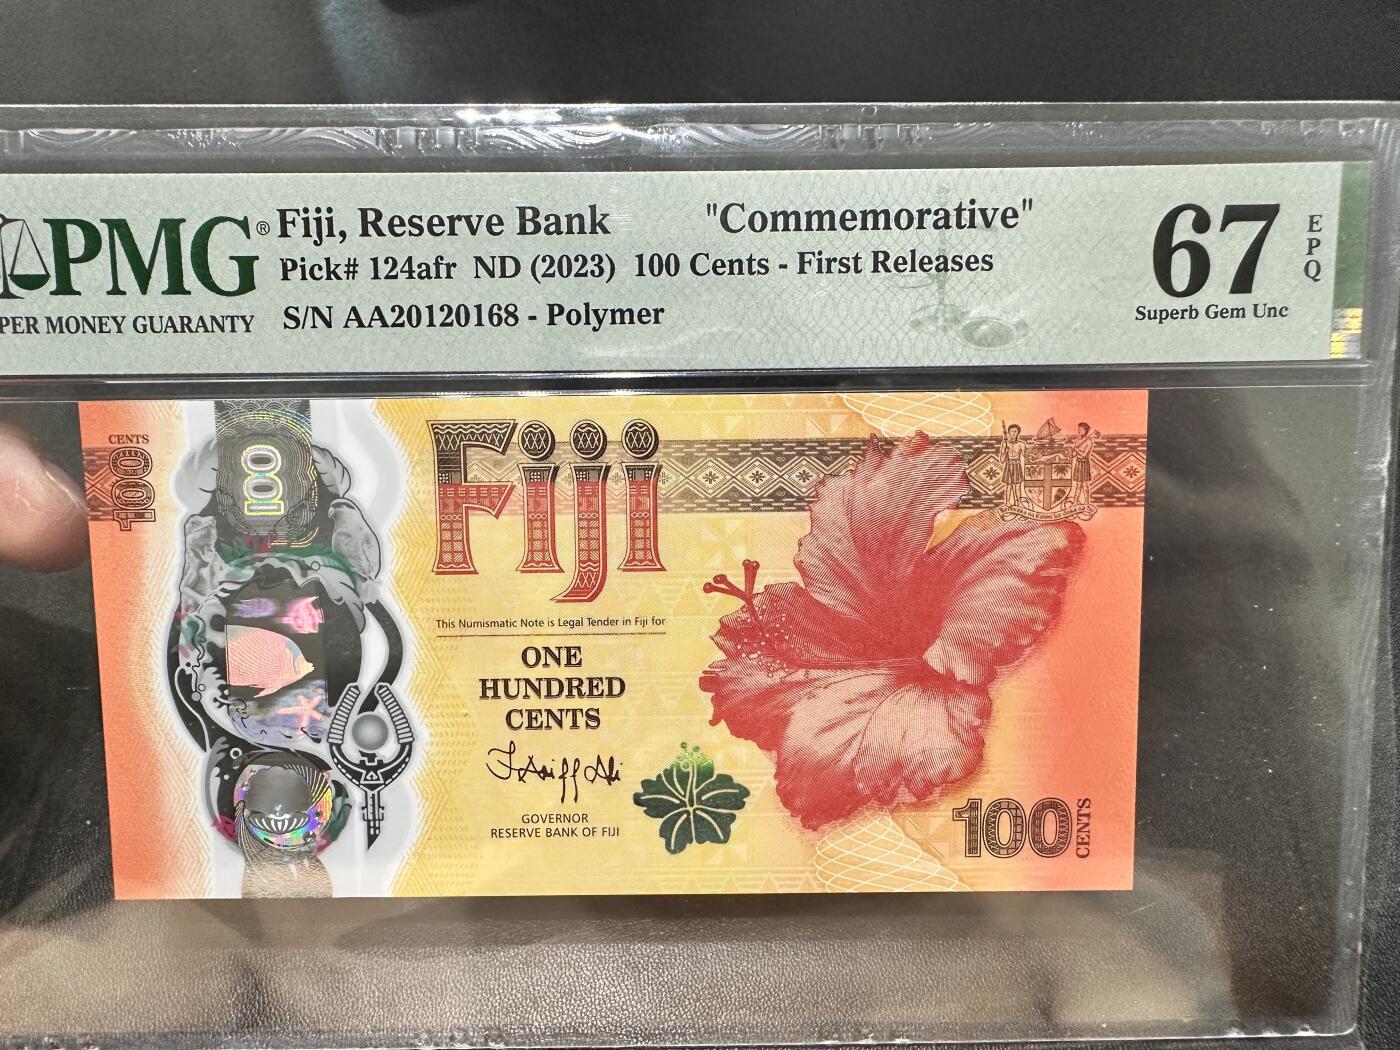 PMG®
PER MONEY GUARANTY
Fiji, Reserve Bank "Commemorative"
Pick# 124afr ND (2023) 100 Cents - First Releases
S/N AA20120168 - Polymer
67
EPQ
Superb Gem Unc
CENTS
100
100
Fiji
This Numismatic Note is Legal Tender in Fiji for
ONE
HUNDRED
CENTS
GOVERNOR
RESERVE BANK OF FIJI
100
CENTS